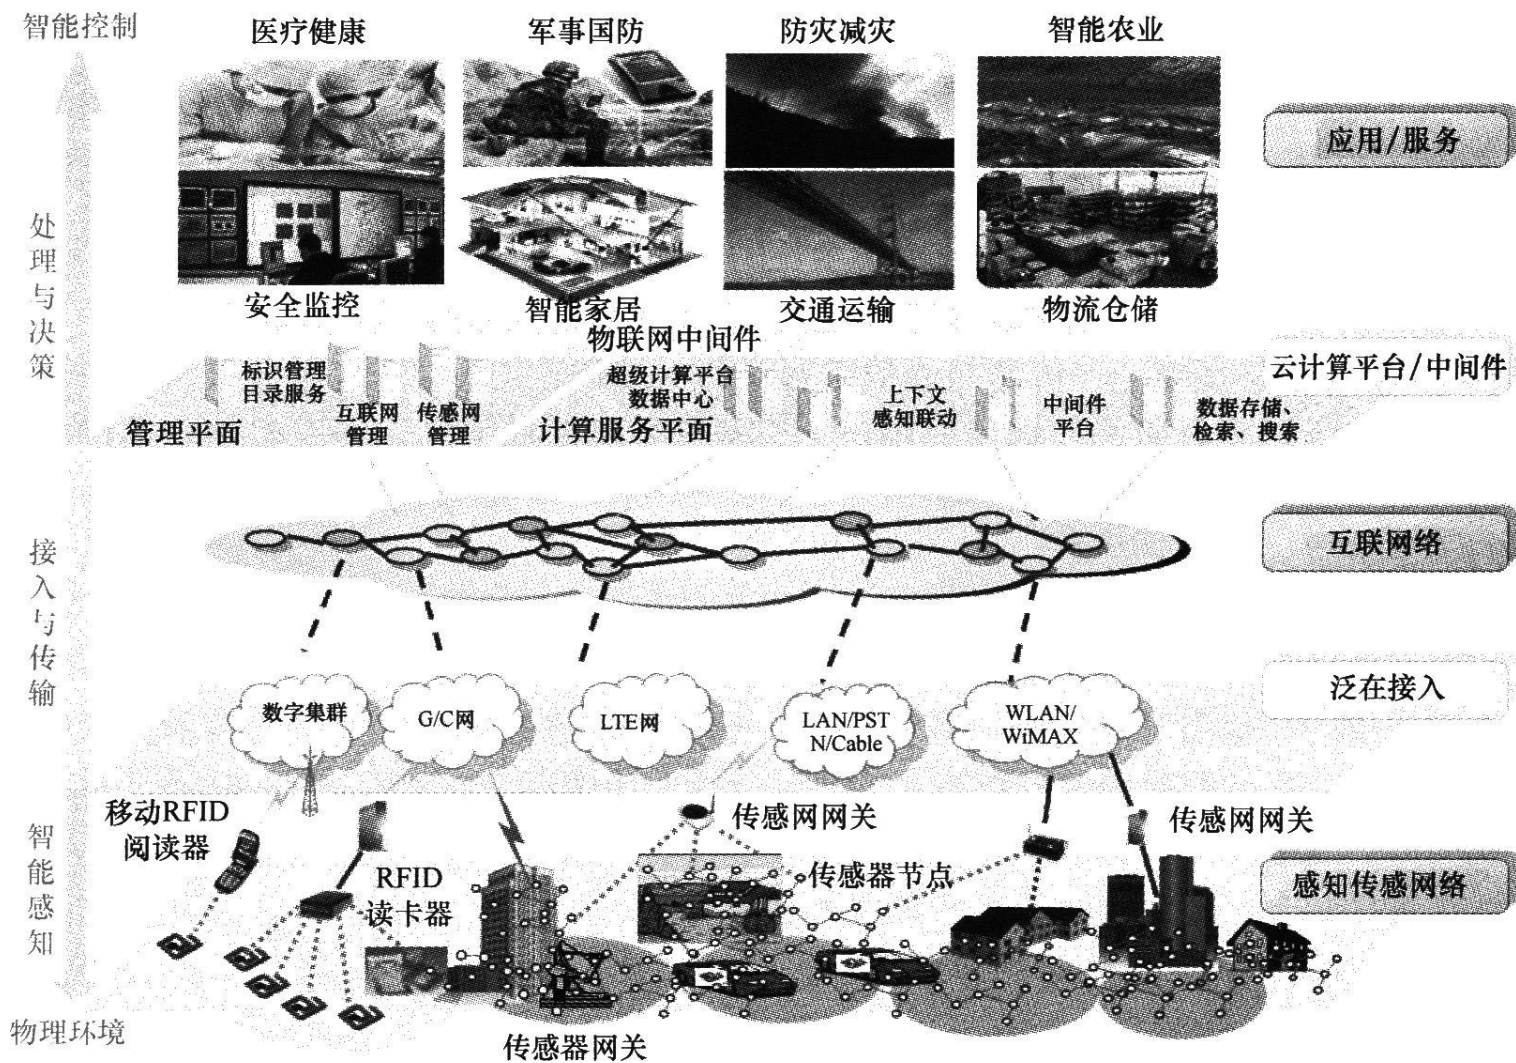 智能控制
医疗健康
军事国防
防灾减灾
智能农业
应用/服务
处理与决策
安全监控
智能家居
交通运输
物流仓储
物联网中间件
云计算平台/中间件
标识管理
目录服务
互联网
管理
传感网
管理
管理平面
超级计算平台
数据中心
计算服务平面
上下文
感知联动
中间件
平台
数据存储、
检索、搜索
互联网络
接入与传输
泛在接入
数字集群
G/C网
LTE网
LAN/PST
N/Cable
WLAN/
WiMAX
移动RFID
阅读器
RFID
读卡器
传感网网关
传感器节点
传感网网关
智能感知
感知传感网络
传感器网关
物理环境